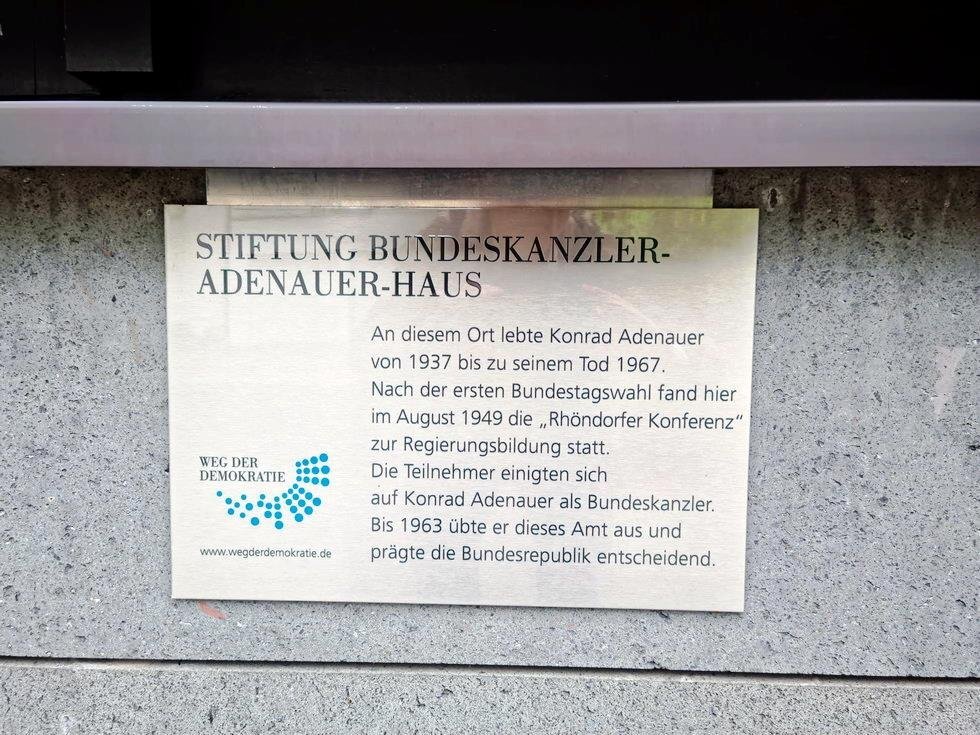 STIFTUNG BUNDESKANZLER-
ADENAUER-HAUS
An diesem Ort lebte Konrad Adenauer
von 1937 bis zu seinem Tod 1967.
Nach der ersten Bundestagswahl fand hier
im August 1949 die „Rhöndorfer Konferenz“
zur Regierungsbildung statt.
Die Teilnehmer einigten sich
auf Konrad Adenauer als Bundeskanzler.
Bis 1963 übte er dieses Amt aus und
prägte die Bundesrepublik entscheidend.
WEG DER
DEMOKRATIE
www.wegderdemokratie.de